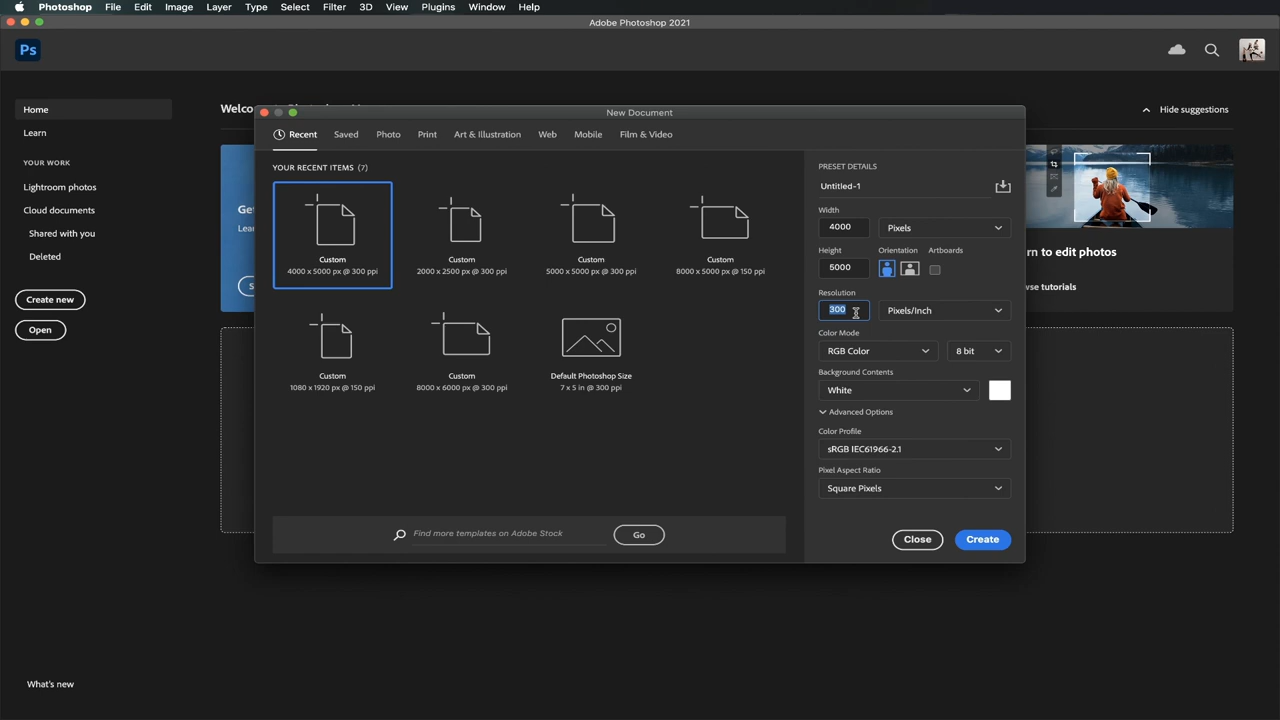 Photoshop File Edit Image Layer Type Select Filter 3D View Plugins Window Help
Adobe Photoshop 2021
Ps
Home
Learn
YOUR WORK
Lightroom photos
Cloud documents
Shared with you
Deleted
Create new
Open
What's new
Hide suggestions
New Document
Recent Saved Photo Print Art & Illustration Web Mobile Film & Video
YOUR RECENT ITEMS (7)
Custom
4000 x 5000 px @ 300 ppi
Custom
2000 x 2500 px @ 300 ppi
Custom
5000 x 5000 px @ 300 ppi
Custom
8000 x 5000 px @ 150 ppi
Custom
1080 x 1920 px @ 150 ppi
Custom
8000 x 6000 px @ 300 ppi
Default Photoshop Size
7 x 5 in @ 300 ppi
Find more templates on Adobe Stock Go
PRESET DETAILS
Untitled-1
Width
4000 Pixels
Height Orientation Artboards
5000
Resolution
300 Pixels/Inch
Color Mode
RGB Color 8 bit
Background Contents
White
Advanced Options
Color Profile
sRGB IEC61966-2.1
Pixel Aspect Ratio
Square Pixels
Close Create
to edit photos
tutorials